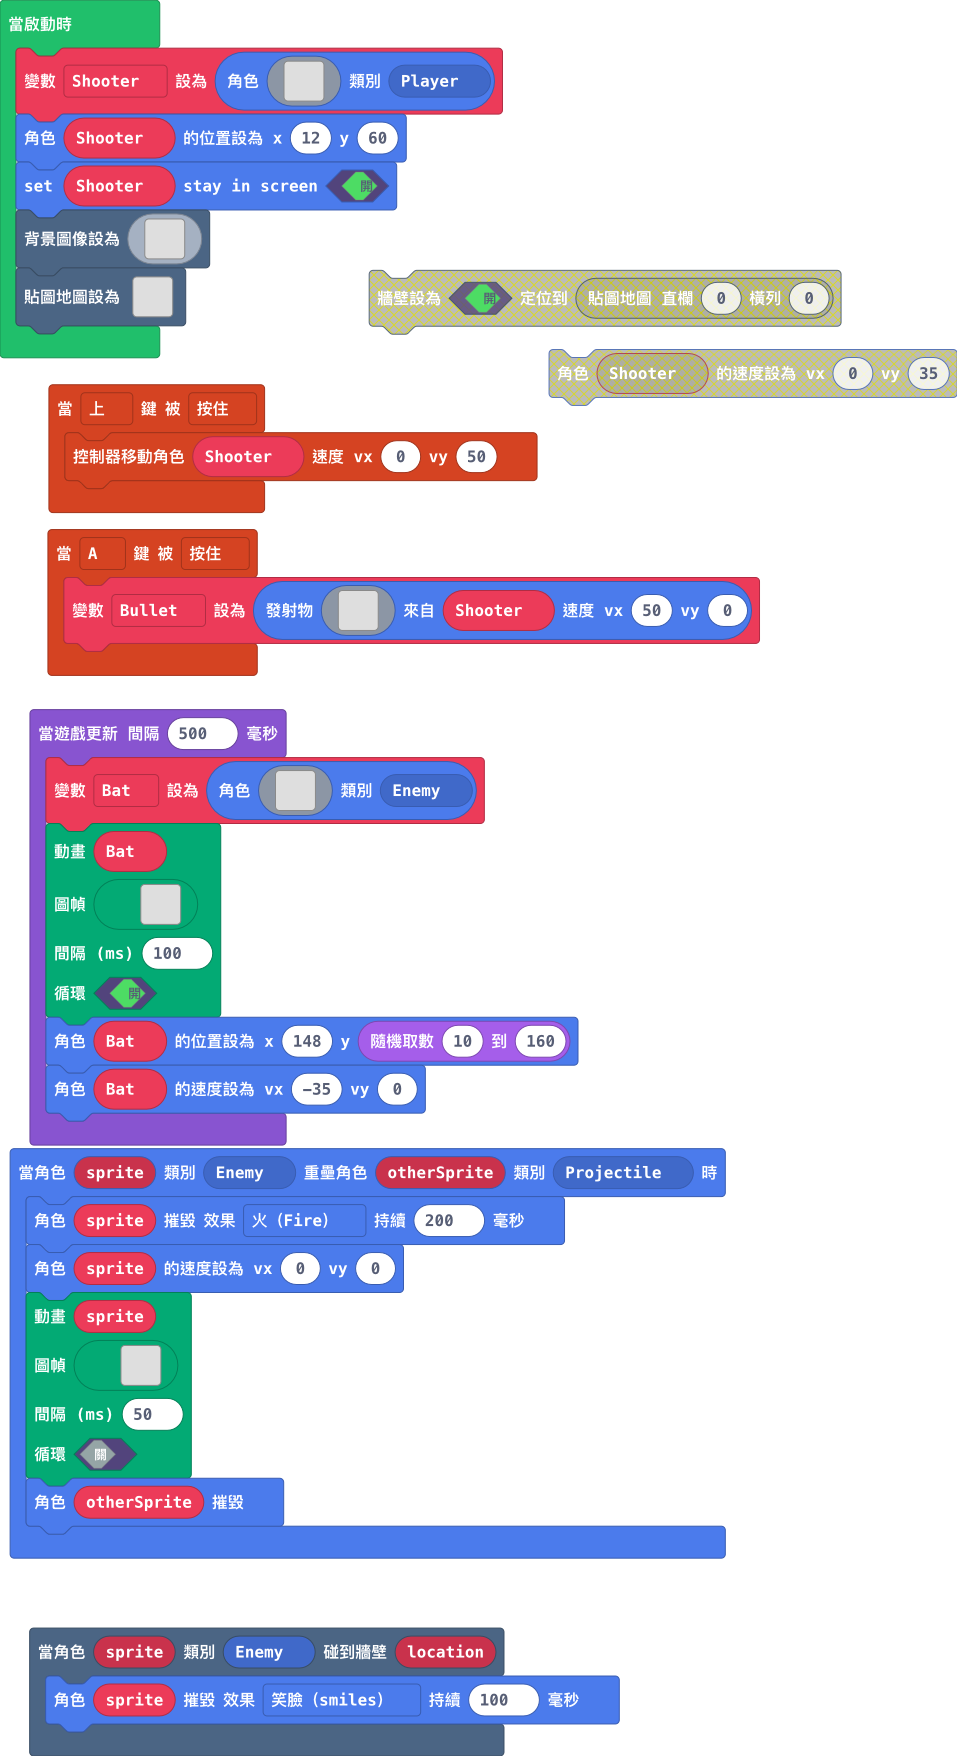 當啟動時
變數 Shooter 設為 角色 類別 Player
角色 Shooter 的位置設為 x 12 y 60
set Shooter stay in screen 開
背景圖像設為
貼圖地圖設為
牆壁設為 開 定位到 貼圖地圖 直欄 0 橫列 0
角色 Shooter 的速度設為 vx 0 vy 35
當 上 鍵 被 按住
控制器移動角色 Shooter 速度 vx 0 vy 50
當 A 鍵 被 按住
變數 Bullet 設為 發射物 來自 Shooter 速度 vx 50 vy 0
當遊戲更新 間隔 500 毫秒
變數 Bat 設為 角色 類別 Enemy
動畫 Bat
圖幀
間隔 (ms) 100
循環 開
角色 Bat 的位置設為 x 148 y 隨機取數 10 到 160
角色 Bat 的速度設為 vx −35 vy 0
當角色 sprite 類別 Enemy 重疊角色 otherSprite 類別 Projectile 時
角色 sprite 摧毀 效果 火 (Fire) 持續 200 毫秒
角色 sprite 的速度設為 vx 0 vy 0
動畫 sprite
圖幀
間隔 (ms) 50
循環 關
角色 otherSprite 摧毀
當角色 sprite 類別 Enemy 碰到牆壁 location
角色 sprite 摧毀 效果 笑臉 (smiles) 持續 100 毫秒